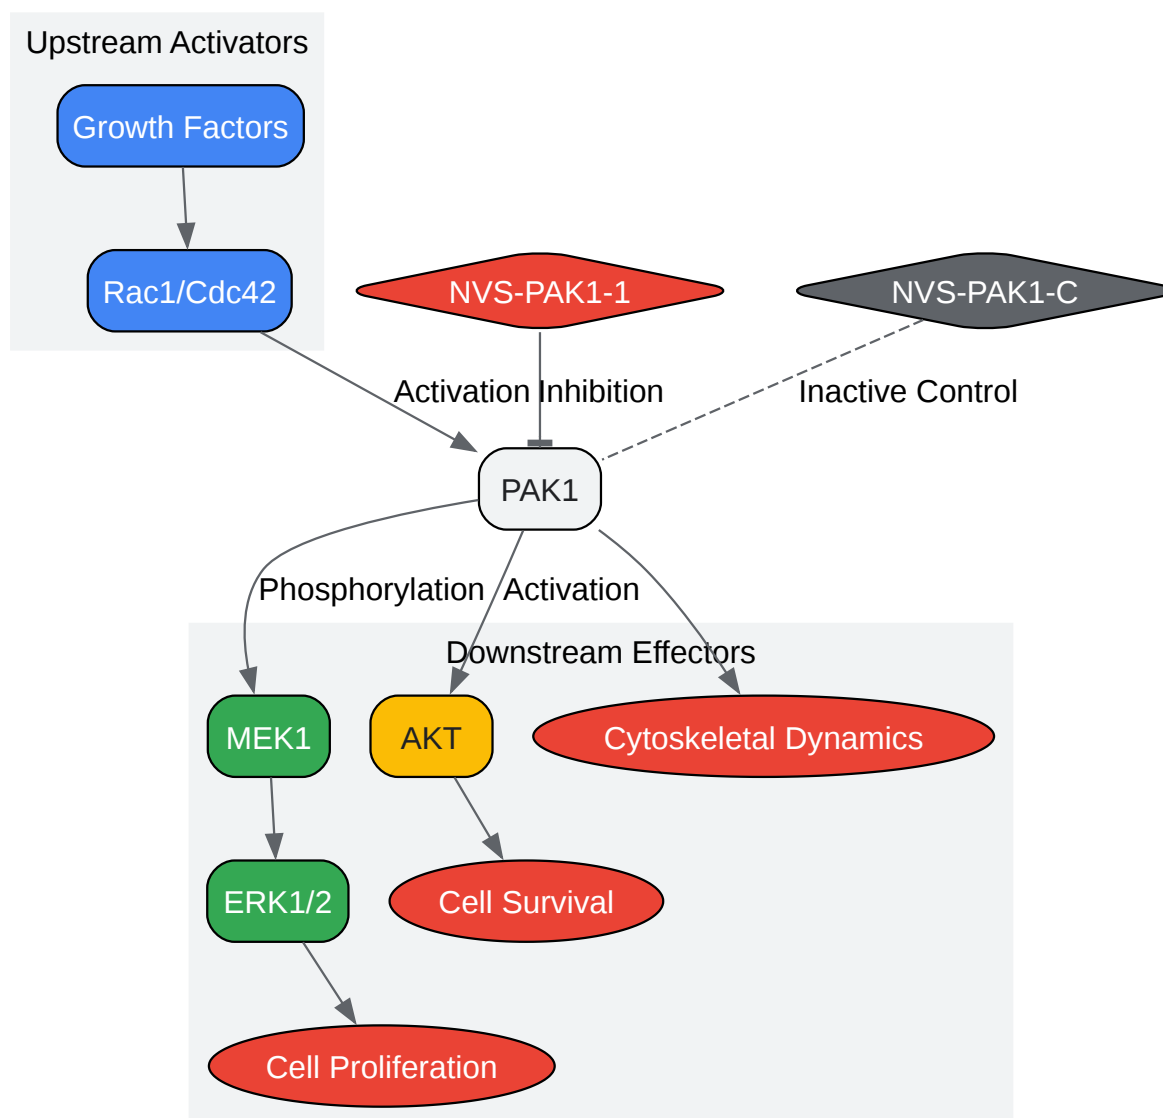 Upstream Activators
Growth Factors
Rac1/Cdc42
NVS-PAK1-1
NVS-PAK1-C
Activation
Inhibition
Inactive Control
PAK1
Phosphorylation
Activation
Downstream Effectors
MEK1
AKT
Cytoskeletal Dynamics
ERK1/2
Cell Survival
Cell Proliferation